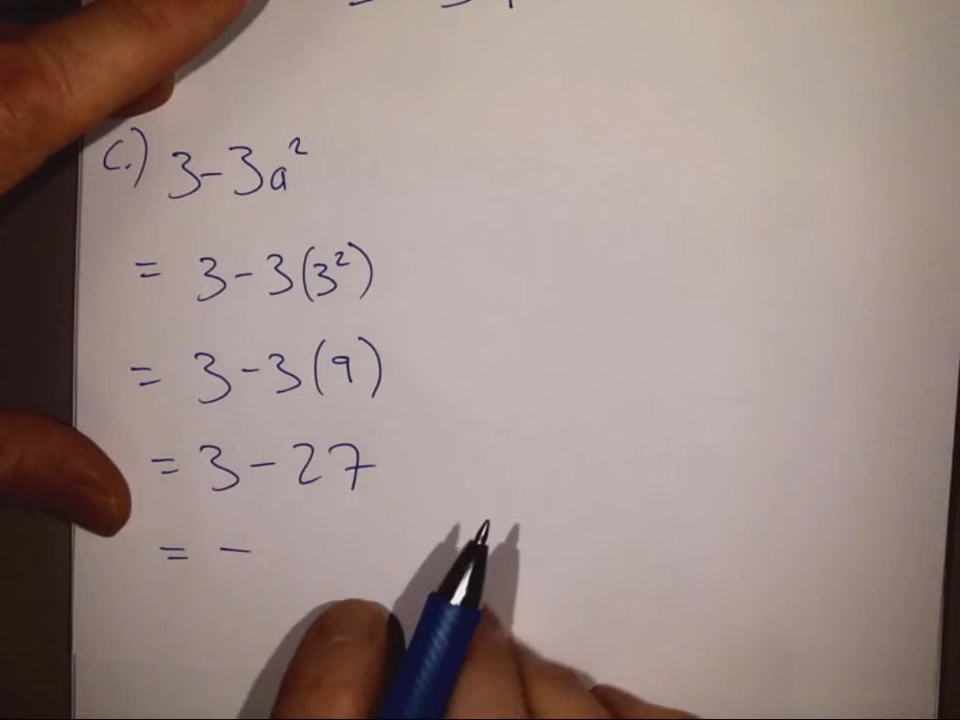 c.) 3-3a²
= 3-3(3²)
= 3-3(9)
= 3-27
= -